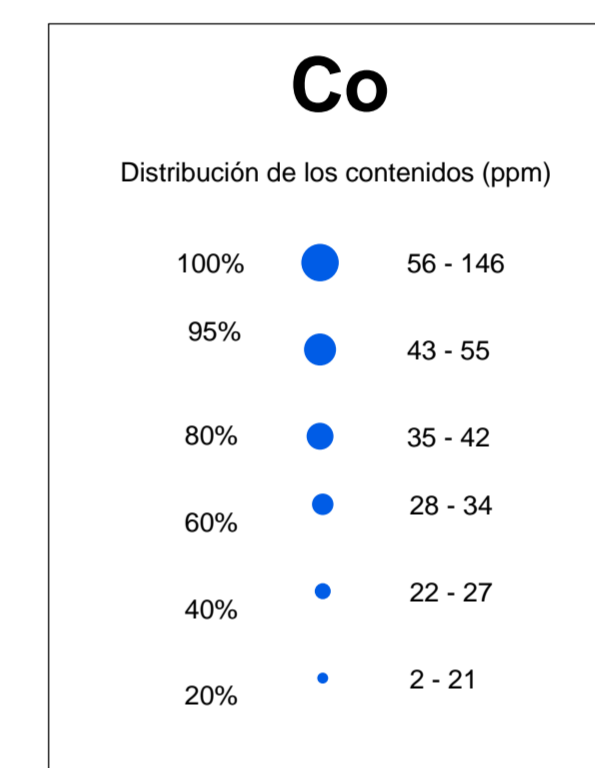 Co
Distribución de los contenidos (ppm)
100% 56 - 146
95% 43 - 55
80% 35 - 42
60% 28 - 34
40% 22 - 27
20% 2 - 21